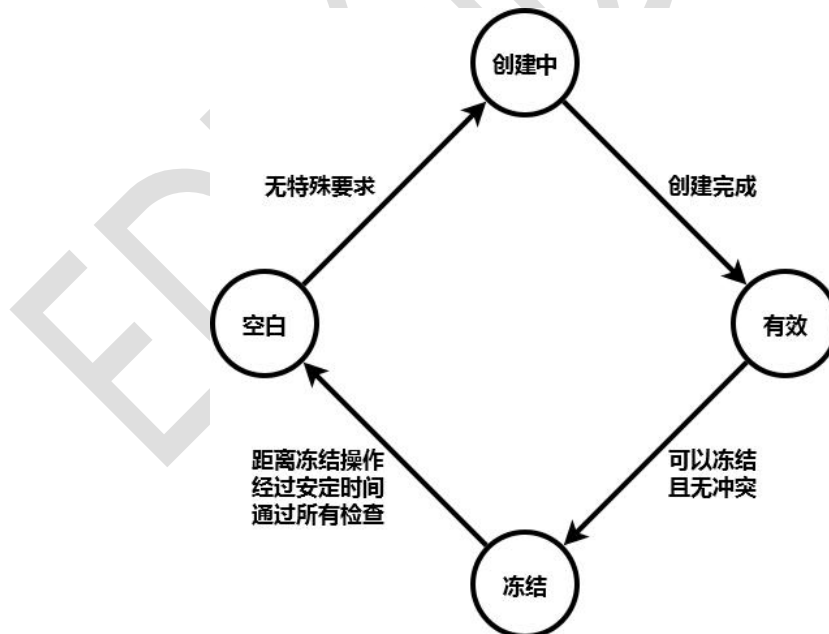 创建中
无特殊要求
创建完成
空白
有效
距离冻结操作
经过安定时间
通过所有检查
可以冻结
且无冲突
冻结